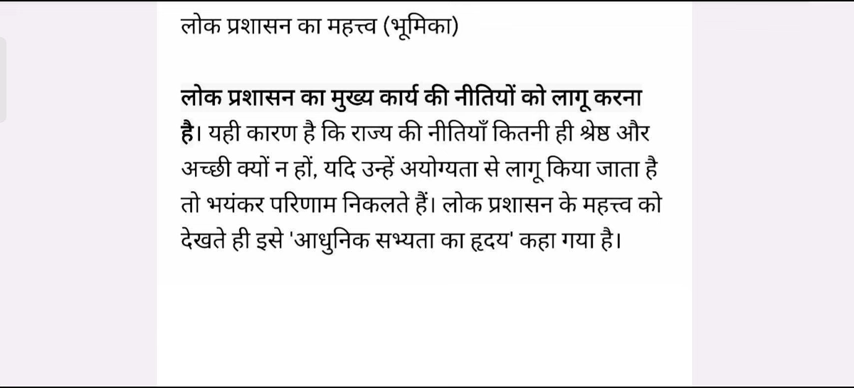 लोक प्रशासन का महत्त्व (भूमिका)
लोक प्रशासन का मुख्य कार्य की नीतियों को लागू करना
है। यही कारण है कि राज्य की नीतियाँ कितनी ही श्रेष्ठ और
अच्छी क्यों न हों, यदि उन्हें अयोग्यता से लागू किया जाता है
तो भयंकर परिणाम निकलते हैं। लोक प्रशासन के महत्त्व को
देखते ही इसे 'आधुनिक सभ्यता का हृदय' कहा गया है।